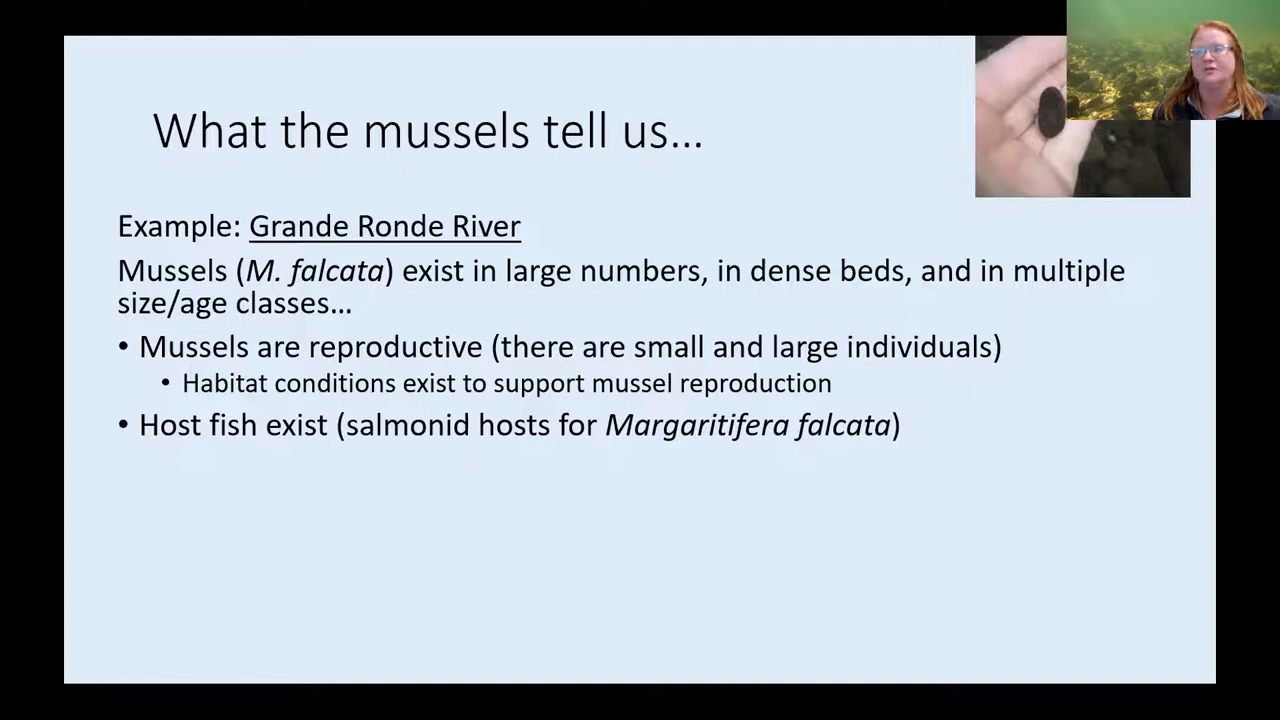 What the mussels tell us…
Example: Grande Ronde River
Mussels (M. falcata) exist in large numbers, in dense beds, and in multiple
size/age classes…
• Mussels are reproductive (there are small and large individuals)
• Habitat conditions exist to support mussel reproduction
• Host fish exist (salmonid hosts for Margaritifera falcata)